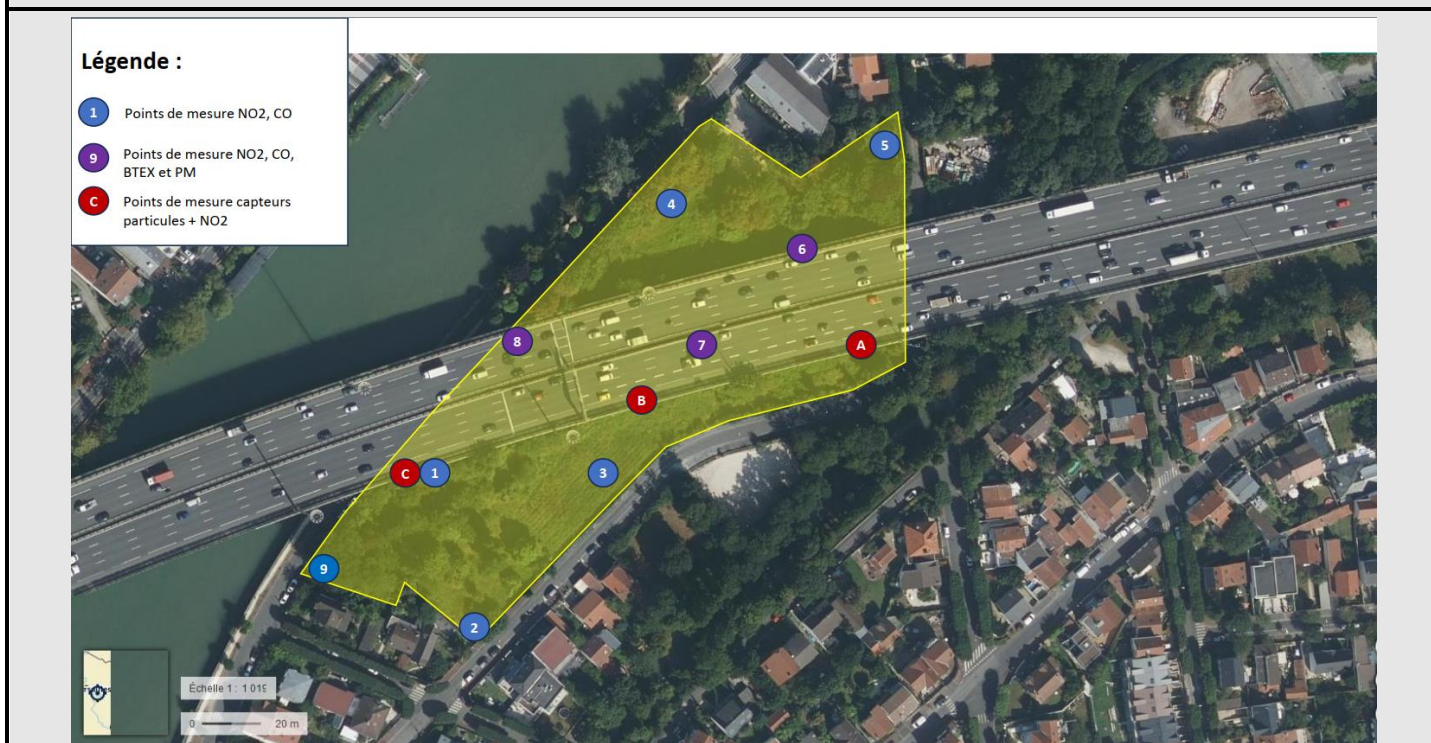 Légende :
1 Points de mesure NO2, CO
9 Points de mesure NO2, CO,
BTEX et PM
C Points de mesure capteurs
particules + NO2
5
4
6
8
7
A
B
C 1
3
9
2
Échelle 1 : 1 019
0 20 m